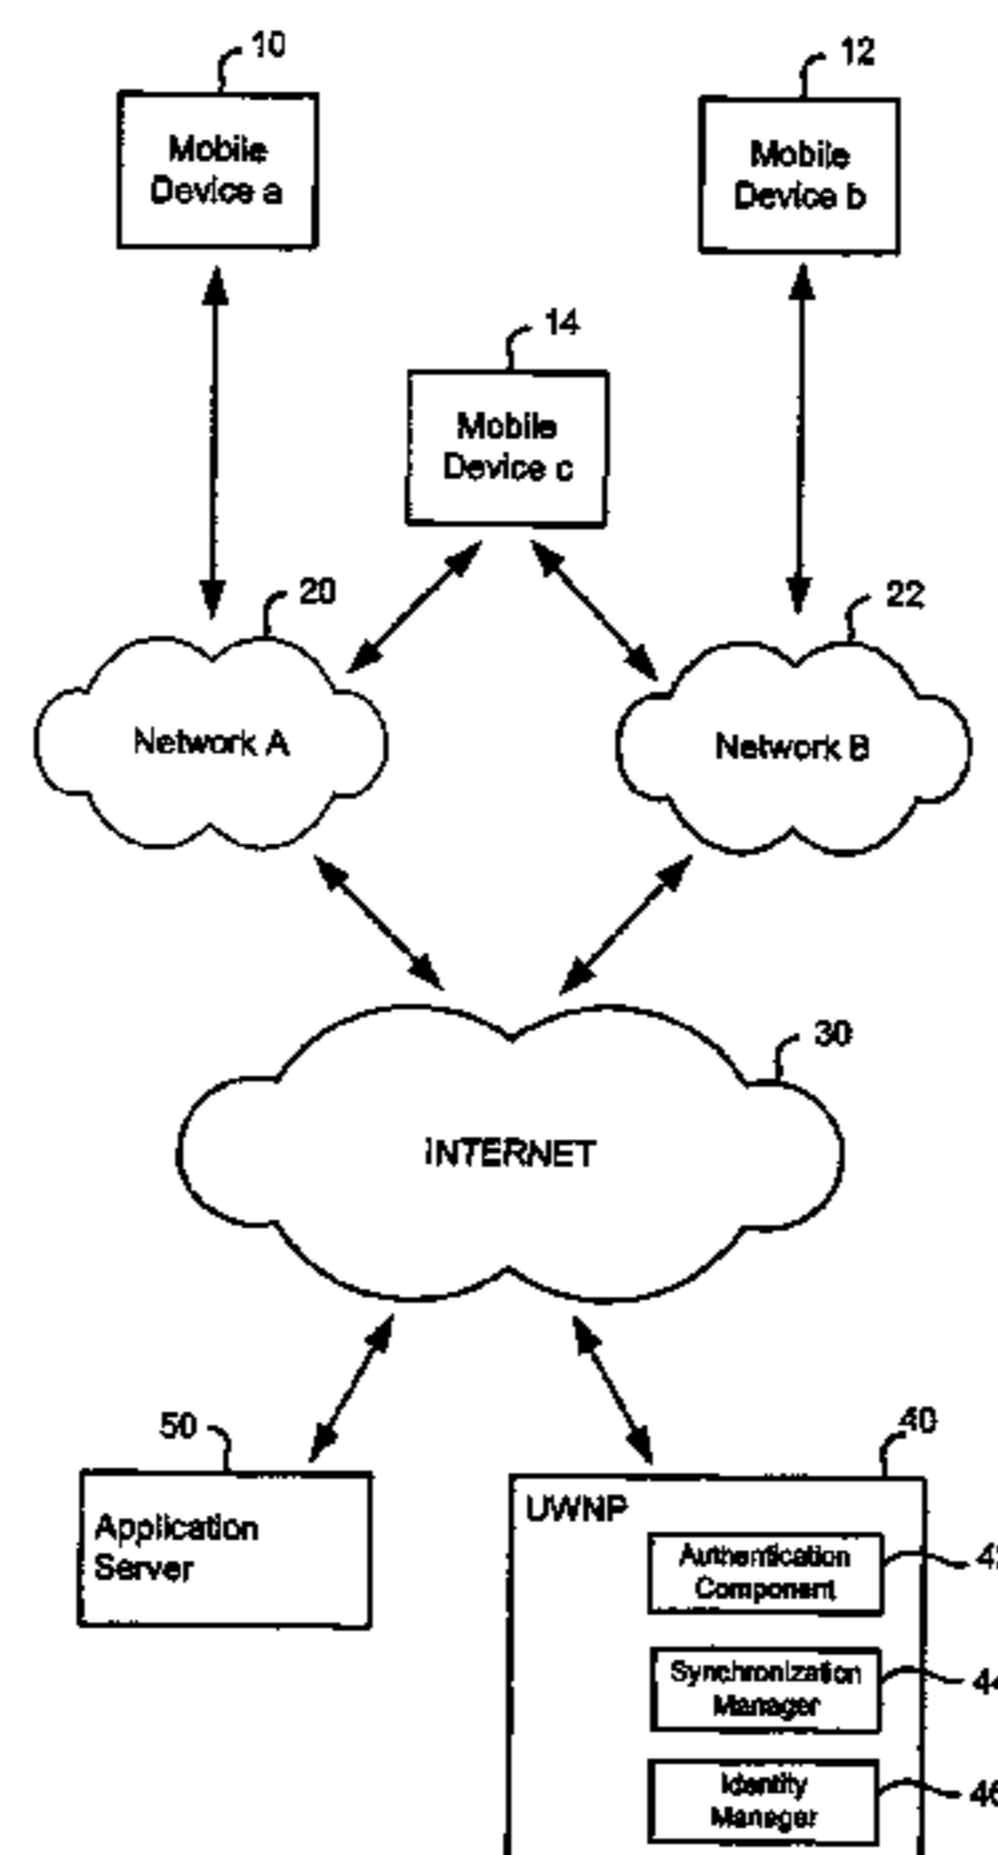 10
12
Mobile
Device a
Mobile
Device b
14
Mobile
Device c
20
22
Network A
Network B
30
INTERNET
50
40
Application
Server
UWNP
Authentication
Component
Synchronization
Manager
44
Identity
Manager